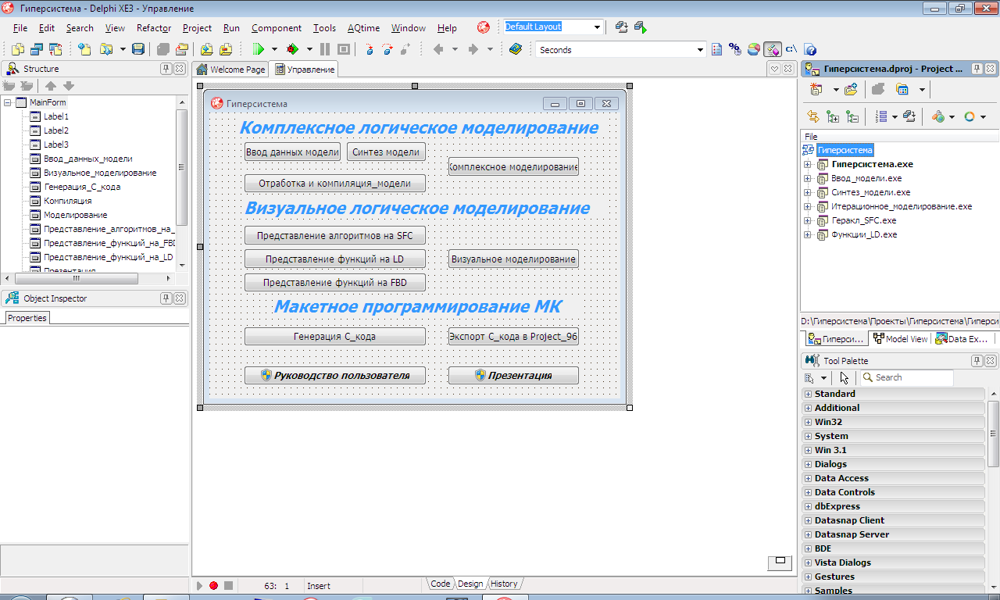 Гиперсистема - Delphi XE3 - Управление
File Edit Search View Refactor Project Run Component Tools AQtime Window Help Default Layout
Seconds
Structure
MainForm
Label1
Label2
Label3
Ввод_данных_модели
Визуальное_моделирование
Генерация_С_кода
Компиляция
Моделирование
Представление_алгоритмов_на_
Представление_функций_на_FBD
Представление_функций_на_LD
Презентация
Object Inspector
Properties
Welcome Page Управление
Гиперсистема
Комплексное логическое моделирование
Ввод данных модели Синтез модели
Комплексное моделирование
Отработка и компиляция_модели
Визуальное логическое моделирование
Представление алгоритмов на SFC
Представление функций на LD Визуальное моделирование
Представление функций на FBD
Макетное программирование МК
Генерация С_кода Экспорт С_кода в Project_96
Руководство пользователя Презентация
63: 1 Insert
Code Design History
Гиперсистема.dproj - Project ...
File
Гиперсистема
Гиперсистема.exe
Ввод_модели.exe
Синтез_модели.exe
Итерационное_моделирование.exe
Геракл_SFC.exe
Функции_LD.exe
D:\Гиперсистема\Проекты\Гиперсистема\Гиперси
Гиперси... Model View Data Ex...
Tool Palette
Search
Standard
Additional
Win32
System
Win 3.1
Dialogs
Data Access
Data Controls
dbExpress
Datasnap Client
Datasnap Server
BDE
Vista Dialogs
Gestures
Samples